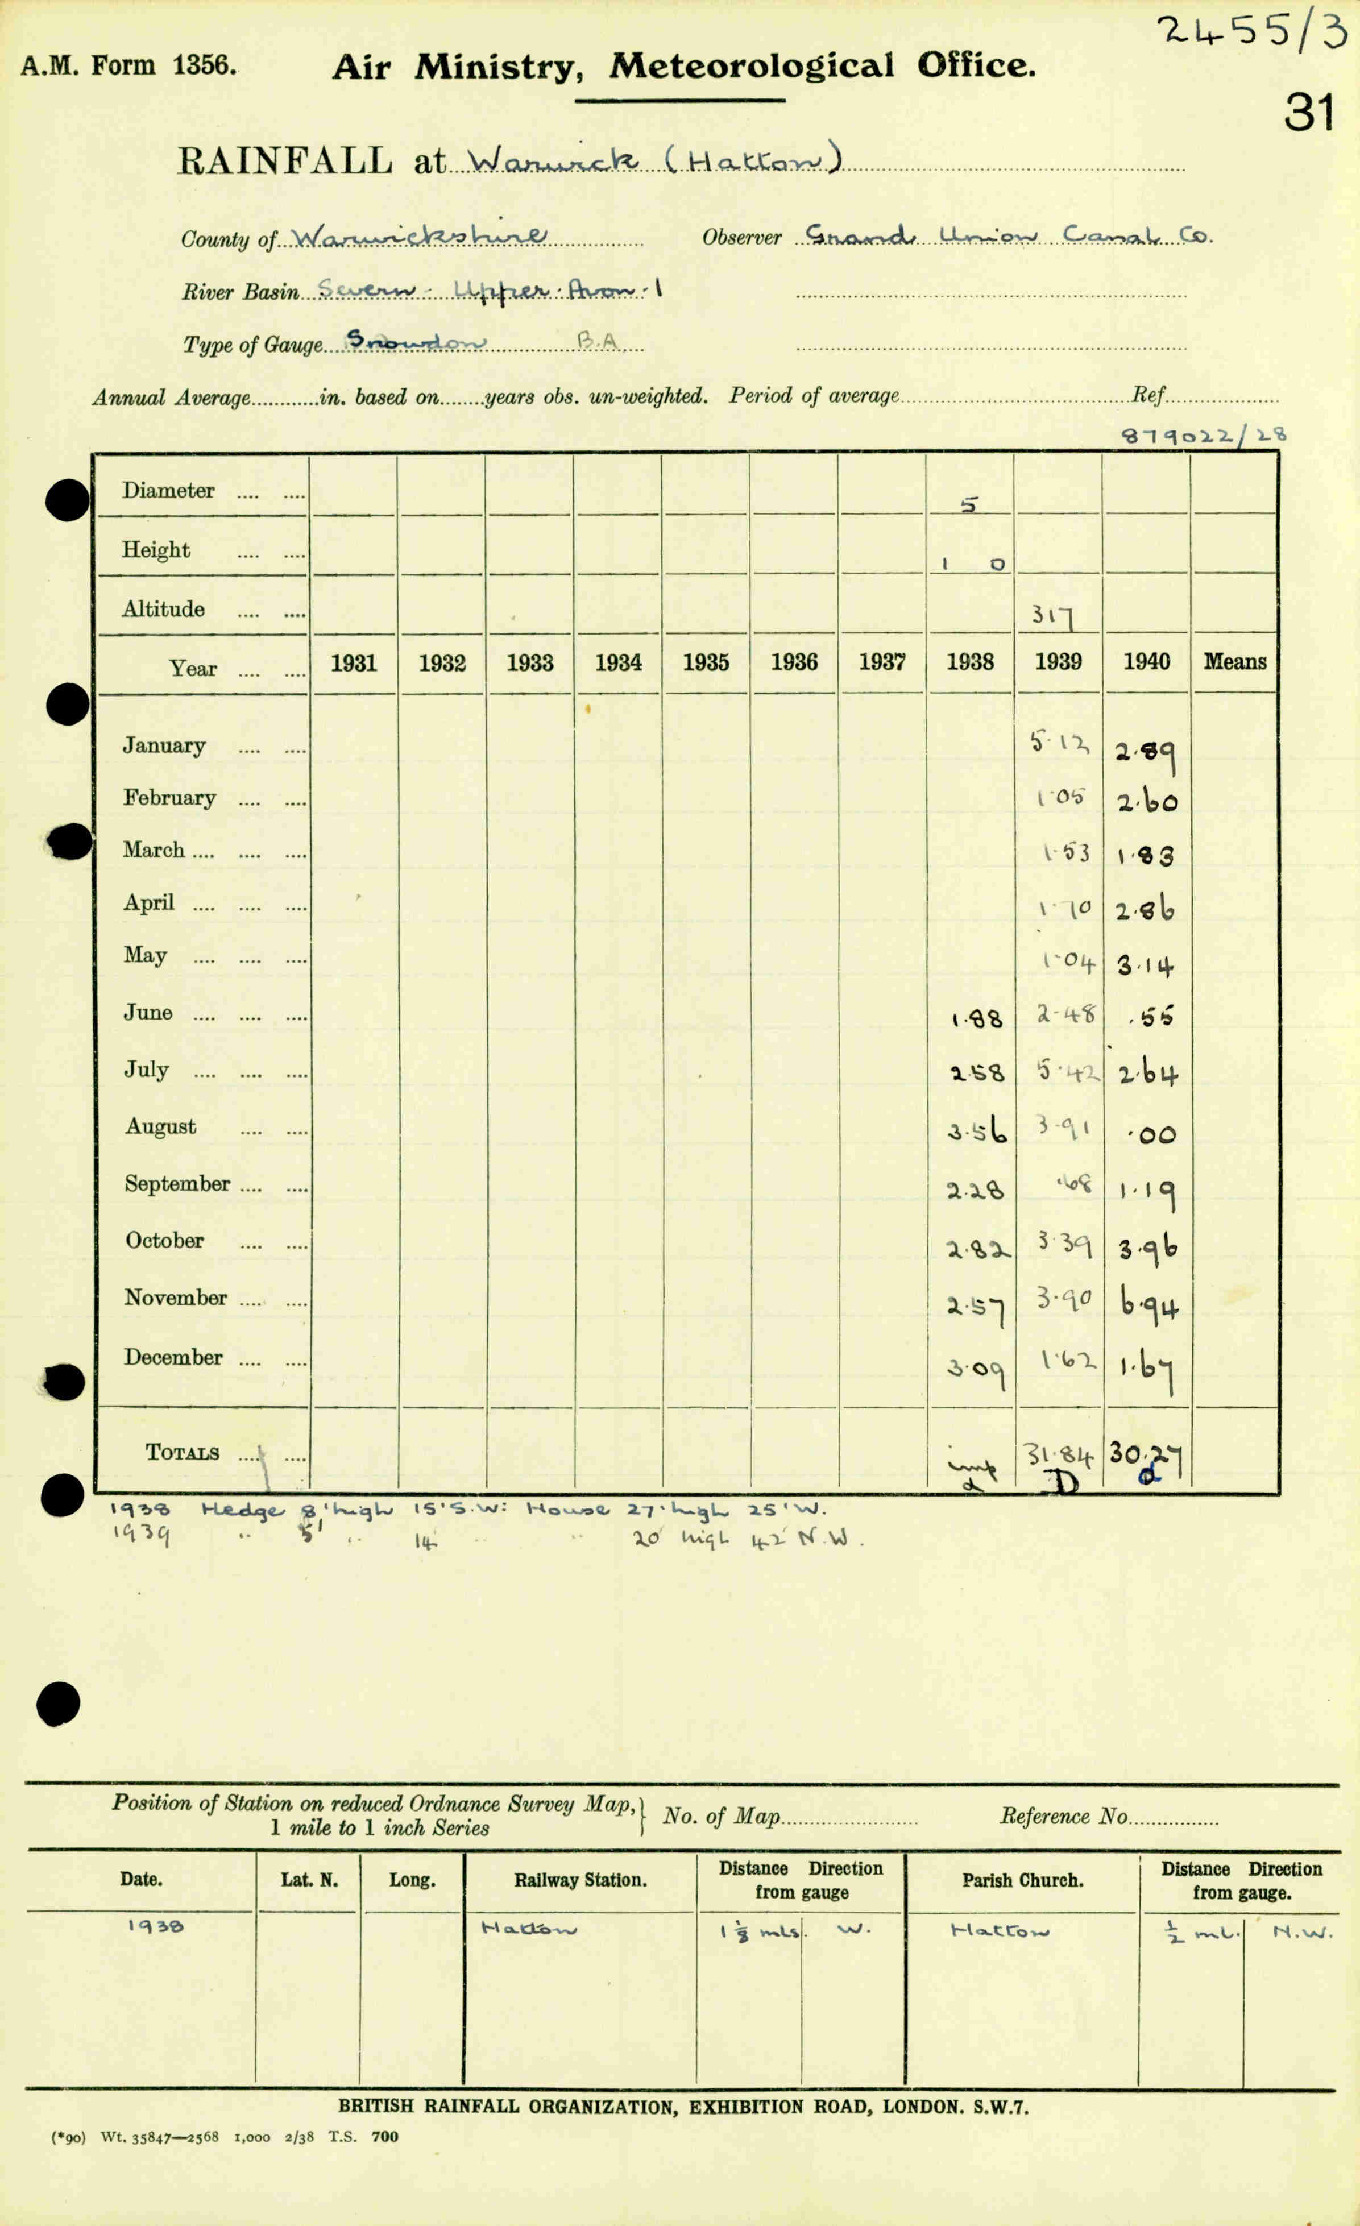 2455/3
A.M. Form 1356. Air Ministry, Meteorological Office.
31
RAINFALL at Warwick (Hatton)
County of Warwickshire Observer Grand Union Canal Co.
River Basin Severn · Upper · Avon · 1
Type of Gauge Snowdon B.A.
Annual Average............in. based on........years obs. un-weighted. Period of average.......................................Ref...................
879022/28
Diameter .... .... 5
Height .... .... 1 0
Altitude .... .... 317
Year .... .... 1931 1932 1933 1934 1935 1936 1937 1938 1939 1940 Means
January .... .... 5.12 2.89
February .... .... 1.05 2.60
March .... .... .... 1.53 1.83
April .... .... .... 1.70 2.86
May .... .... .... 1.04 3.14
June .... .... .... 1.88 2.48 .55
July .... .... .... 2.58 5.42 2.64
August .... .... 3.56 3.91 .00
September .... .... 2.28 .68 1.19
October .... .... 2.82 3.39 3.96
November .... .... 2.57 3.90 6.94
December .... .... 3.09 1.62 1.67
TOTALS .... .... imp 31.84 30.27
d D d
1938 Hedge 8' high 15' S.W: House 27' high 25' W.
1939 " 5' " 14' " " 20' high 42' N.W.
Position of Station on reduced Ordnance Survey Map, } No. of Map........................ Reference No.................
1 mile to 1 inch Series
Date. Lat. N. Long. Railway Station. Distance Direction from gauge Parish Church. Distance Direction from gauge.
1938 Hatton 1 1/8 mls. W. Hatton 1/2 ml. N.W.
BRITISH RAINFALL ORGANIZATION, EXHIBITION ROAD, LONDON. S.W.7.
(*90) Wt. 35847—2568 1,000 2/38 T.S. 700